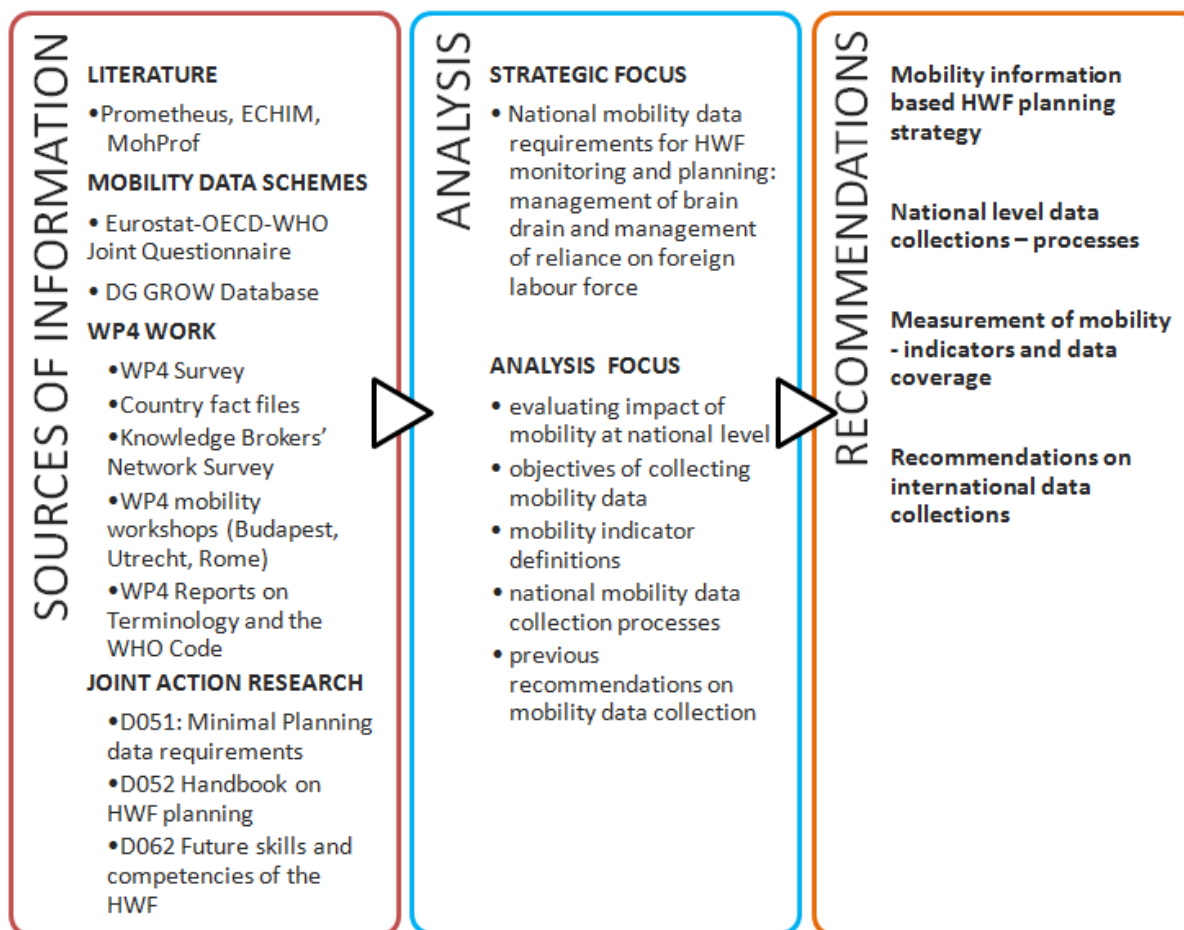 SOURCES OF INFORMATION
LITERATURE
•Prometheus, ECHIM,
MohProf
MOBILITY DATA SCHEMES
• Eurostat-OECD-WHO
Joint Questionnaire
• DG GROW Database
WP4 WORK
•WP4 Survey
•Country fact files
•Knowledge Brokers’
Network Survey
•WP4 mobility
workshops (Budapest,
Utrecht, Rome)
•WP4 Reports on
Terminology and the
WHO Code
JOINT ACTION RESEARCH
•D051: Minimal Planning
data requirements
•D052 Handbook on
HWF planning
•D062 Future skills and
competencies of the
HWF
ANALYSIS
STRATEGIC FOCUS
• National mobility data
requirements for HWF
monitoring and planning:
management of brain
drain and management
of reliance on foreign
labour force
ANALYSIS FOCUS
• evaluating impact of
mobility at national level
• objectives of collecting
mobility data
• mobility indicator
definitions
• national mobility data
collection processes
• previous
recommendations on
mobility data collection
RECOMMENDATIONS
Mobility information
based HWF planning
strategy
National level data
collections – processes
Measurement of mobility
- indicators and data
coverage
Recommendations on
international data
collections